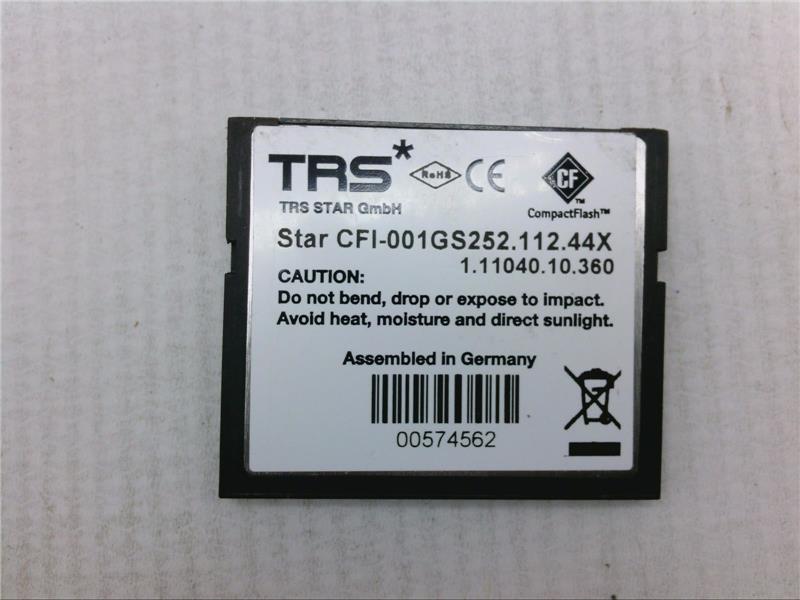 TRS* RoHS CE CF™
TRS STAR GmbH CompactFlash™
Star CFI-001GS252.112.44X
1.11040.10.360
CAUTION:
Do not bend, drop or expose to impact.
Avoid heat, moisture and direct sunlight.
Assembled in Germany
00574562